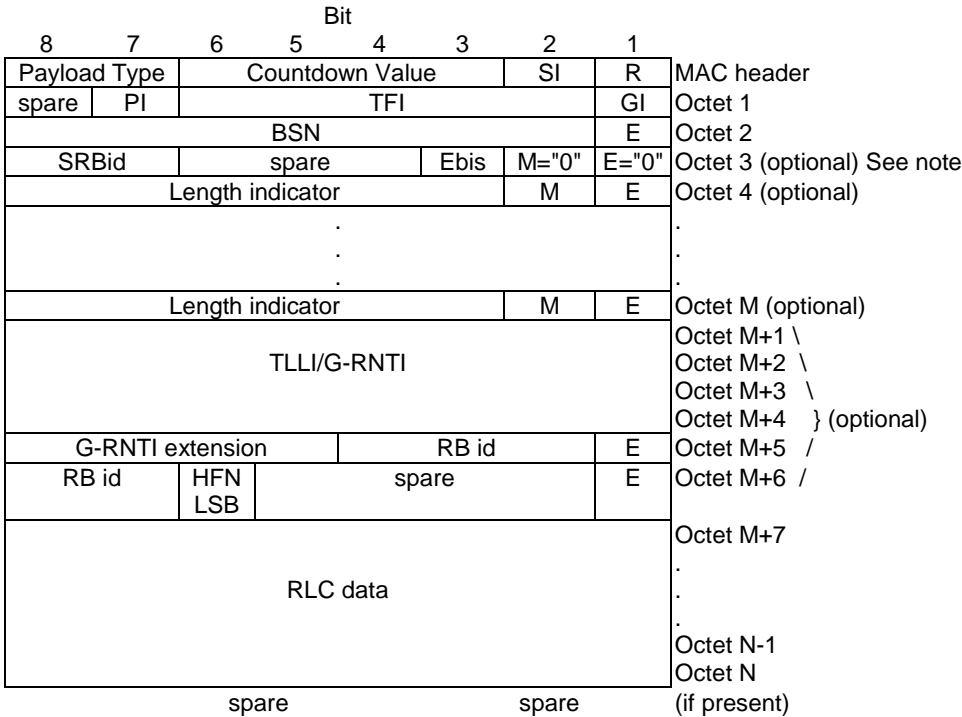 Bit
8 7 6 5 4 3 2 1
Payload Type Countdown Value SI R MAC header
spare PI TFI GI Octet 1
BSN E Octet 2
SRBid spare Ebis M="0" E="0" Octet 3 (optional) See note
Length indicator M E Octet 4 (optional)
. .
. .
. .
Length indicator M E Octet M (optional)
Octet M+1 \
TLLI/G-RNTI Octet M+2 \
Octet M+3 \
Octet M+4 } (optional)
G-RNTI extension RB id E Octet M+5 /
RB id HFN spare E Octet M+6 /
LSB
Octet M+7
.
RLC data .
.
Octet N-1
Octet N
spare spare (if present)